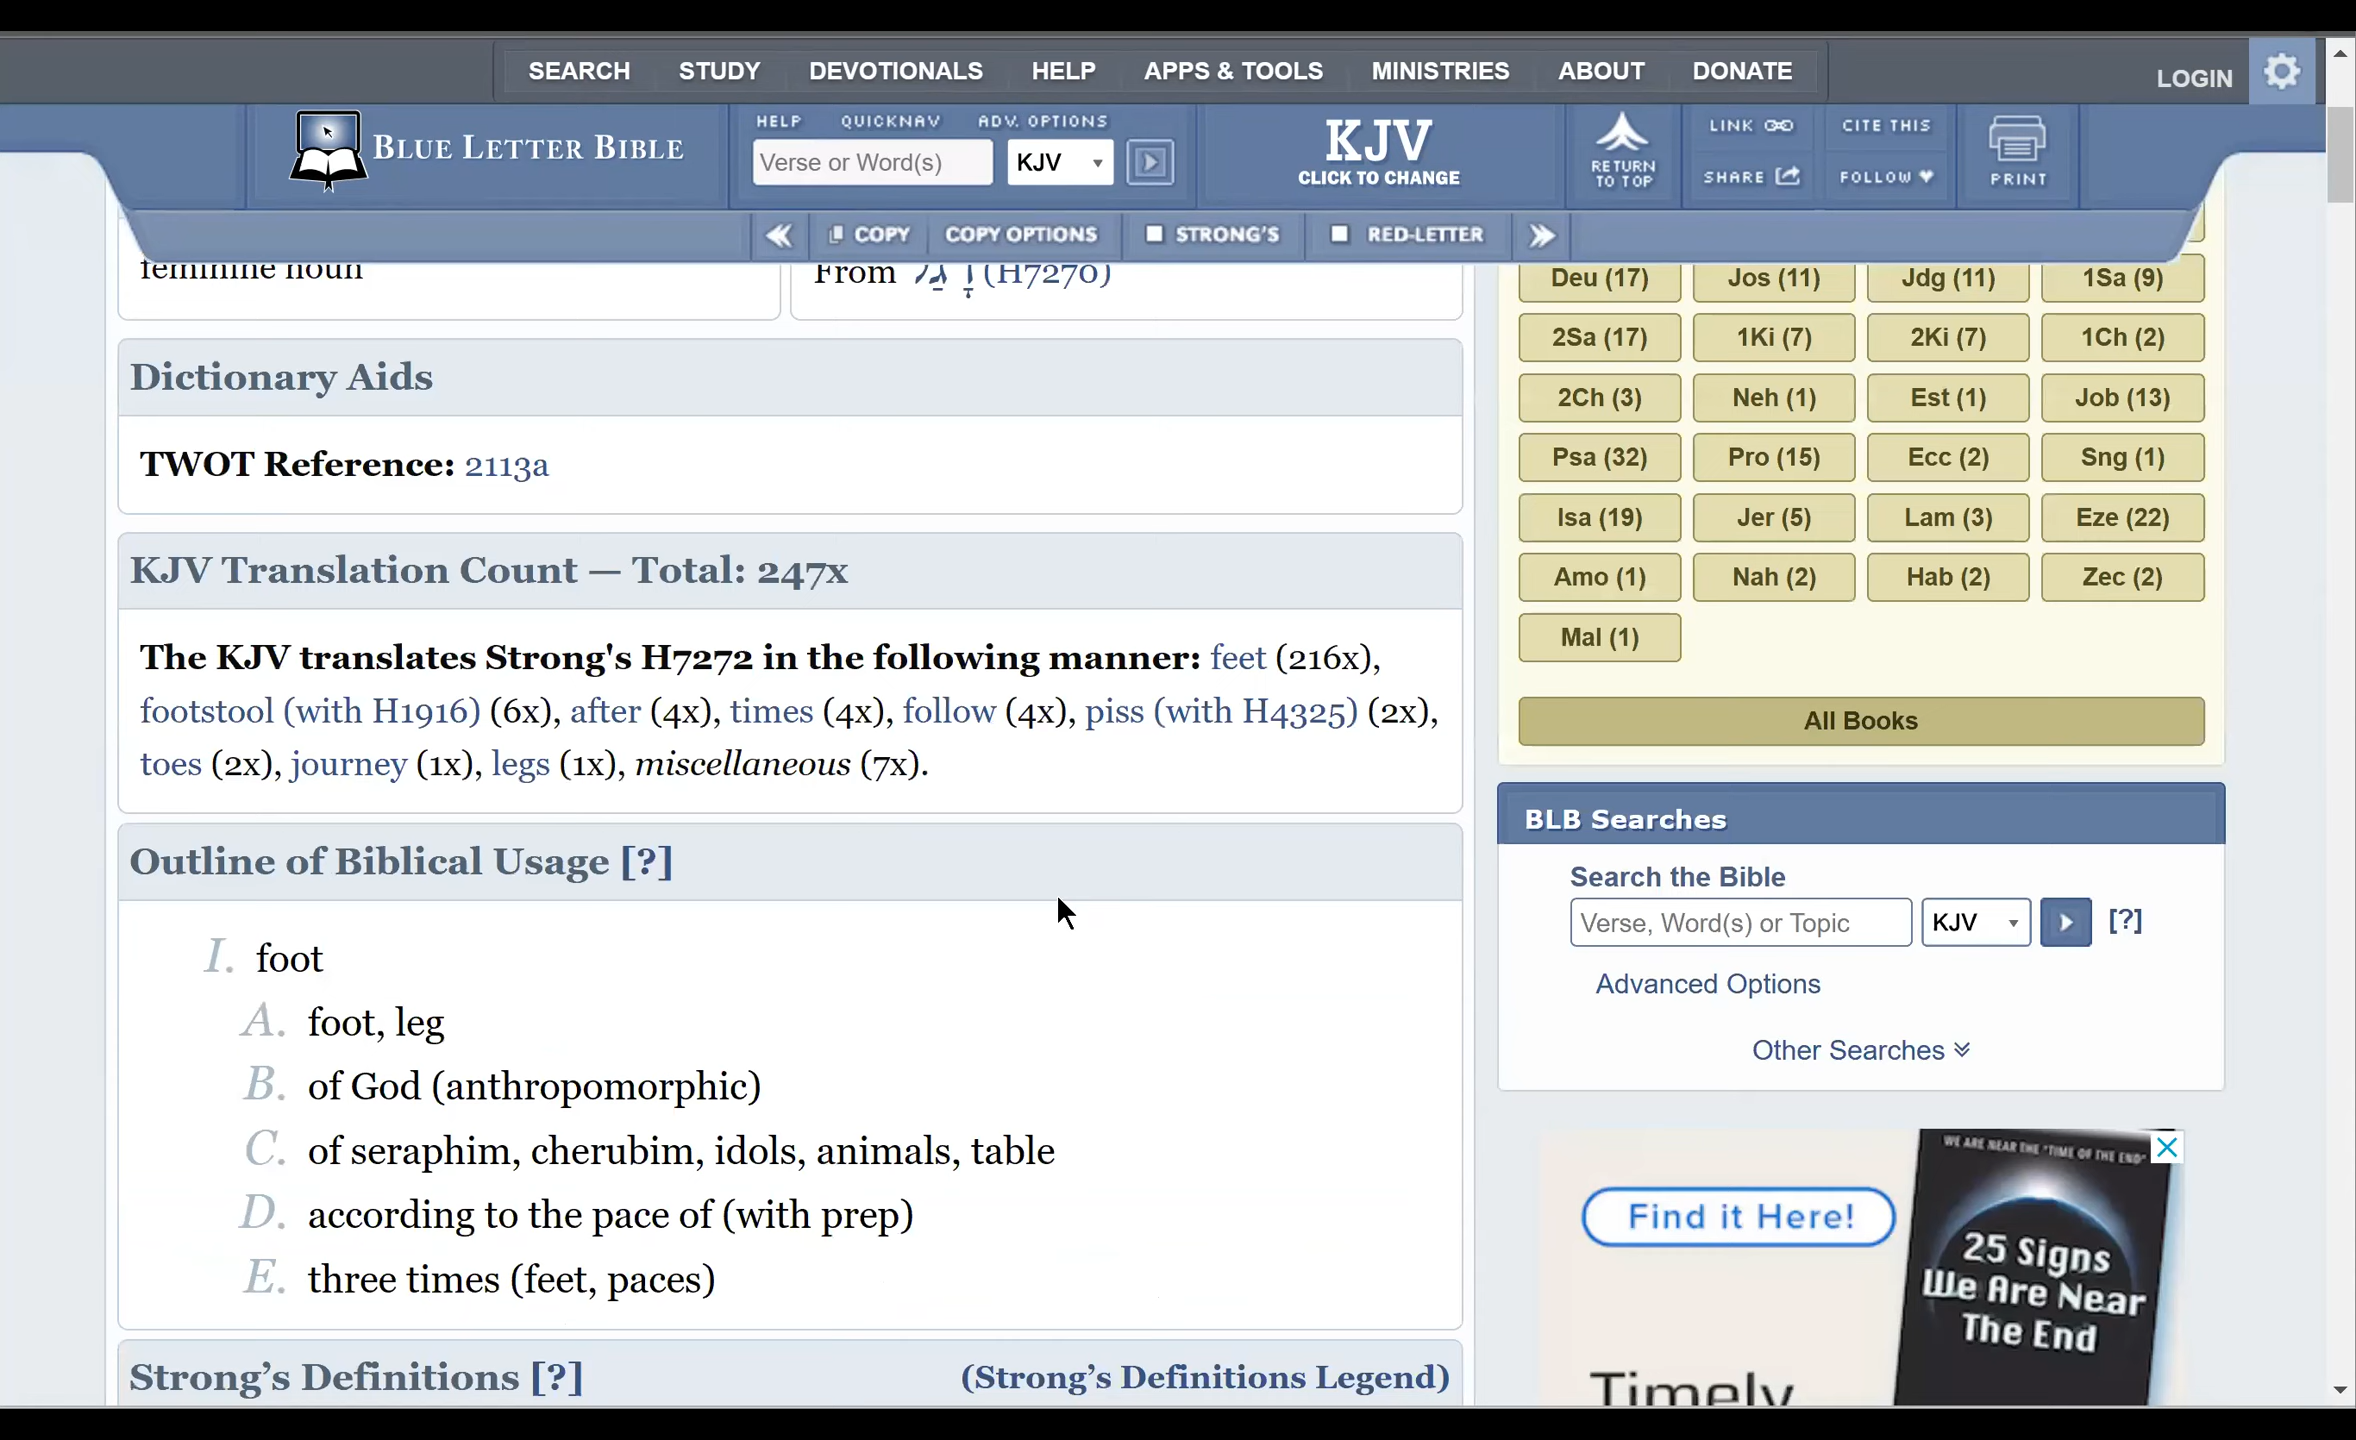 SEARCH STUDY DEVOTIONALS HELP APPS & TOOLS MINISTRIES ABOUT DONATE LOGIN
BLUE LETTER BIBLE
HELP QUICKNAV ADV. OPTIONS
Verse or Word(s) KJV
KJV
CLICK TO CHANGE
RETURN
TO TOP
LINK CITE THIS
SHARE FOLLOW
PRINT
COPY COPY OPTIONS STRONG'S RED-LETTER
feminine noun
From (H7270)
Dictionary Aids
TWOT Reference: 2113a
KJV Translation Count — Total: 247x
The KJV translates Strong's H7272 in the following manner: feet (216x),
footstool (with H1916) (6x), after (4x), times (4x), follow (4x), piss (with H4325) (2x),
toes (2x), journey (1x), legs (1x), miscellaneous (7x).
Outline of Biblical Usage [?]
I. foot
A. foot, leg
B. of God (anthropomorphic)
C. of seraphim, cherubim, idols, animals, table
D. according to the pace of (with prep)
E. three times (feet, paces)
Strong’s Definitions [?] (Strong’s Definitions Legend)
Deu (17) Jos (11) Jdg (11) 1Sa (9)
2Sa (17) 1Ki (7) 2Ki (7) 1Ch (2)
2Ch (3) Neh (1) Est (1) Job (13)
Psa (32) Pro (15) Ecc (2) Sng (1)
Isa (19) Jer (5) Lam (3) Eze (22)
Amo (1) Nah (2) Hab (2) Zec (2)
Mal (1)
All Books
BLB Searches
Search the Bible
Verse, Word(s) or Topic KJV [?]
Advanced Options
Other Searches
WE ARE NEAR THE "TIME OF THE END"
Find it Here!
25 Signs
We Are Near
The End
Timely